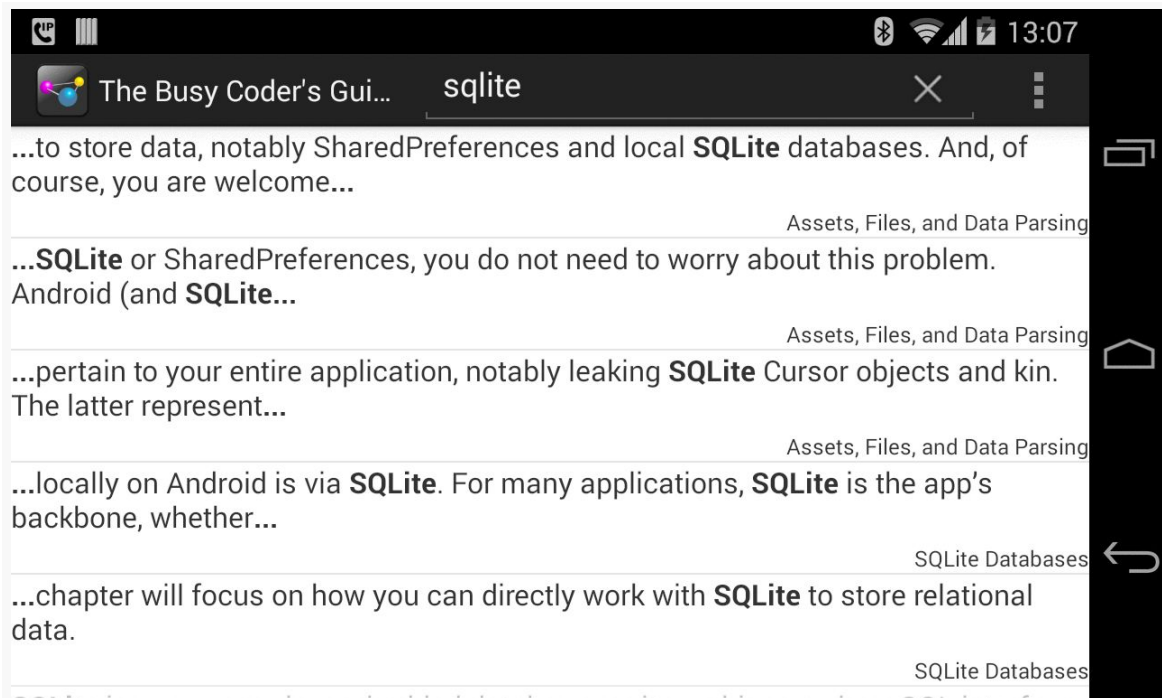 13:07
The Busy Coder's Gui...
sqlite
...to store data, notably SharedPreferences and local SQLite databases. And, of
course, you are welcome...
Assets, Files, and Data Parsing
...SQLite or SharedPreferences, you do not need to worry about this problem.
Android (and SQLite...
Assets, Files, and Data Parsing
...pertain to your entire application, notably leaking SQLite Cursor objects and kin.
The latter represent...
Assets, Files, and Data Parsing
...locally on Android is via SQLite. For many applications, SQLite is the app’s
backbone, whether...
SQLite Databases
...chapter will focus on how you can directly work with SQLite to store relational
data.
SQLite Databases